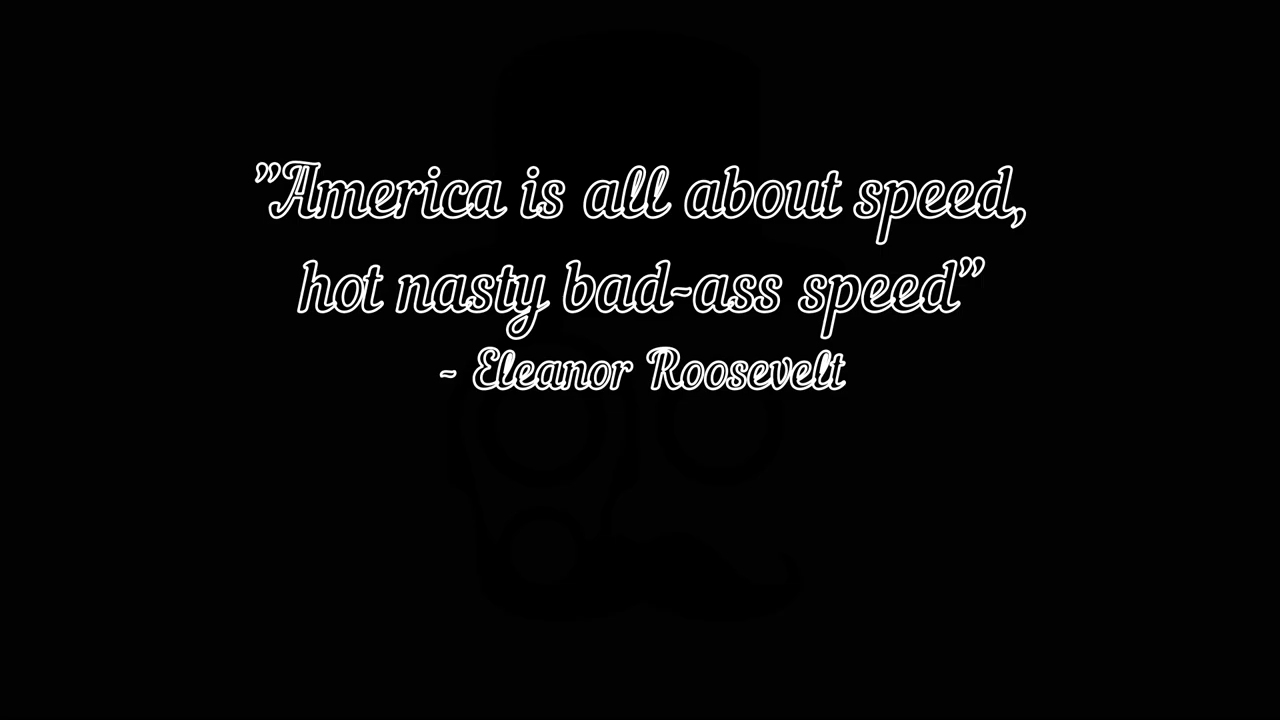 ”America is all about speed,
hot nasty bad-ass speed”
- Eleanor Roosevelt